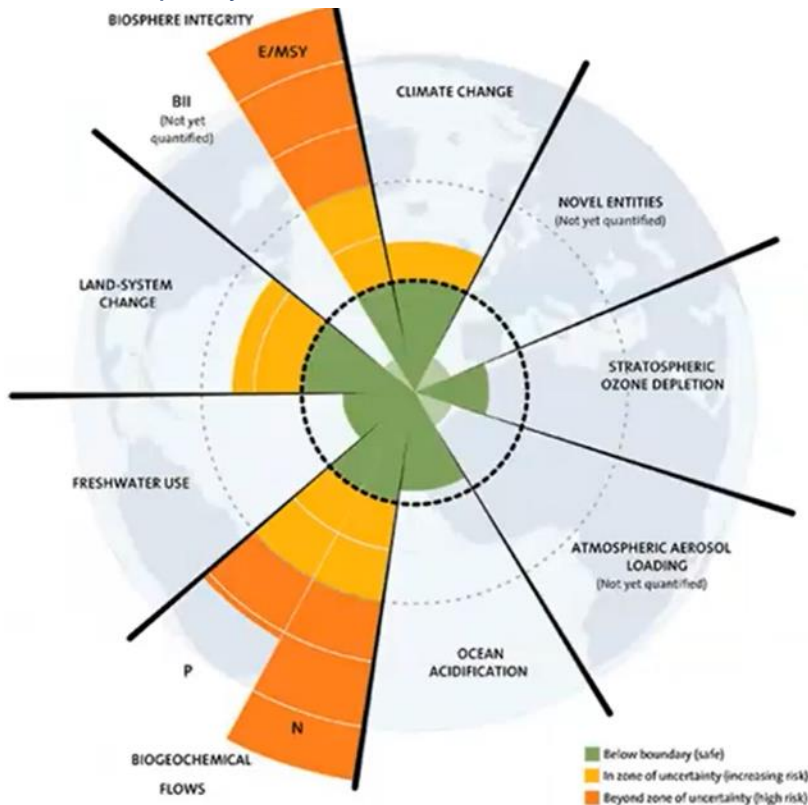 BIOSPHERE INTEGRITY
E/MSY
BII
(Not yet
quantified)
CLIMATE CHANGE
NOVEL ENTITIES
(Not yet quantified)
LAND-SYSTEM
CHANGE
STRATOSPHERIC
OZONE DEPLETION
FRESHWATER USE
ATMOSPHERIC AEROSOL
LOADING
(Not yet quantified)
OCEAN
ACIDIFICATION
P
N
BIOGEOCHEMICAL
FLOWS
Below boundary (safe)
In zone of uncertainty (increasing risk)
Beyond zone of uncertainty (high risk)